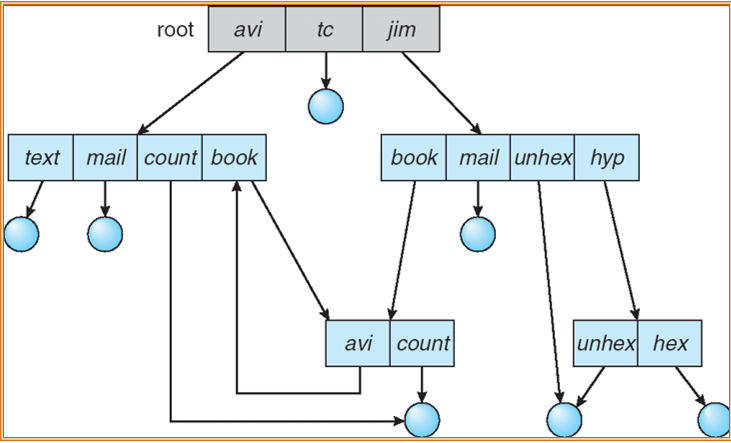 root avi tc jim
text mail count book book mail unhex hyp
avi count unhex hex